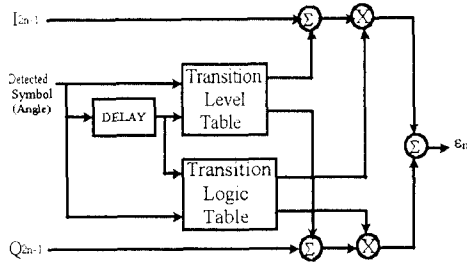 I2n-1
Σ
X
Detected
Symbol
(Angle)
Transition
Level
Table
DELAY
Σ
εn
Transition
Logic
Table
Q2n-1
Σ
X